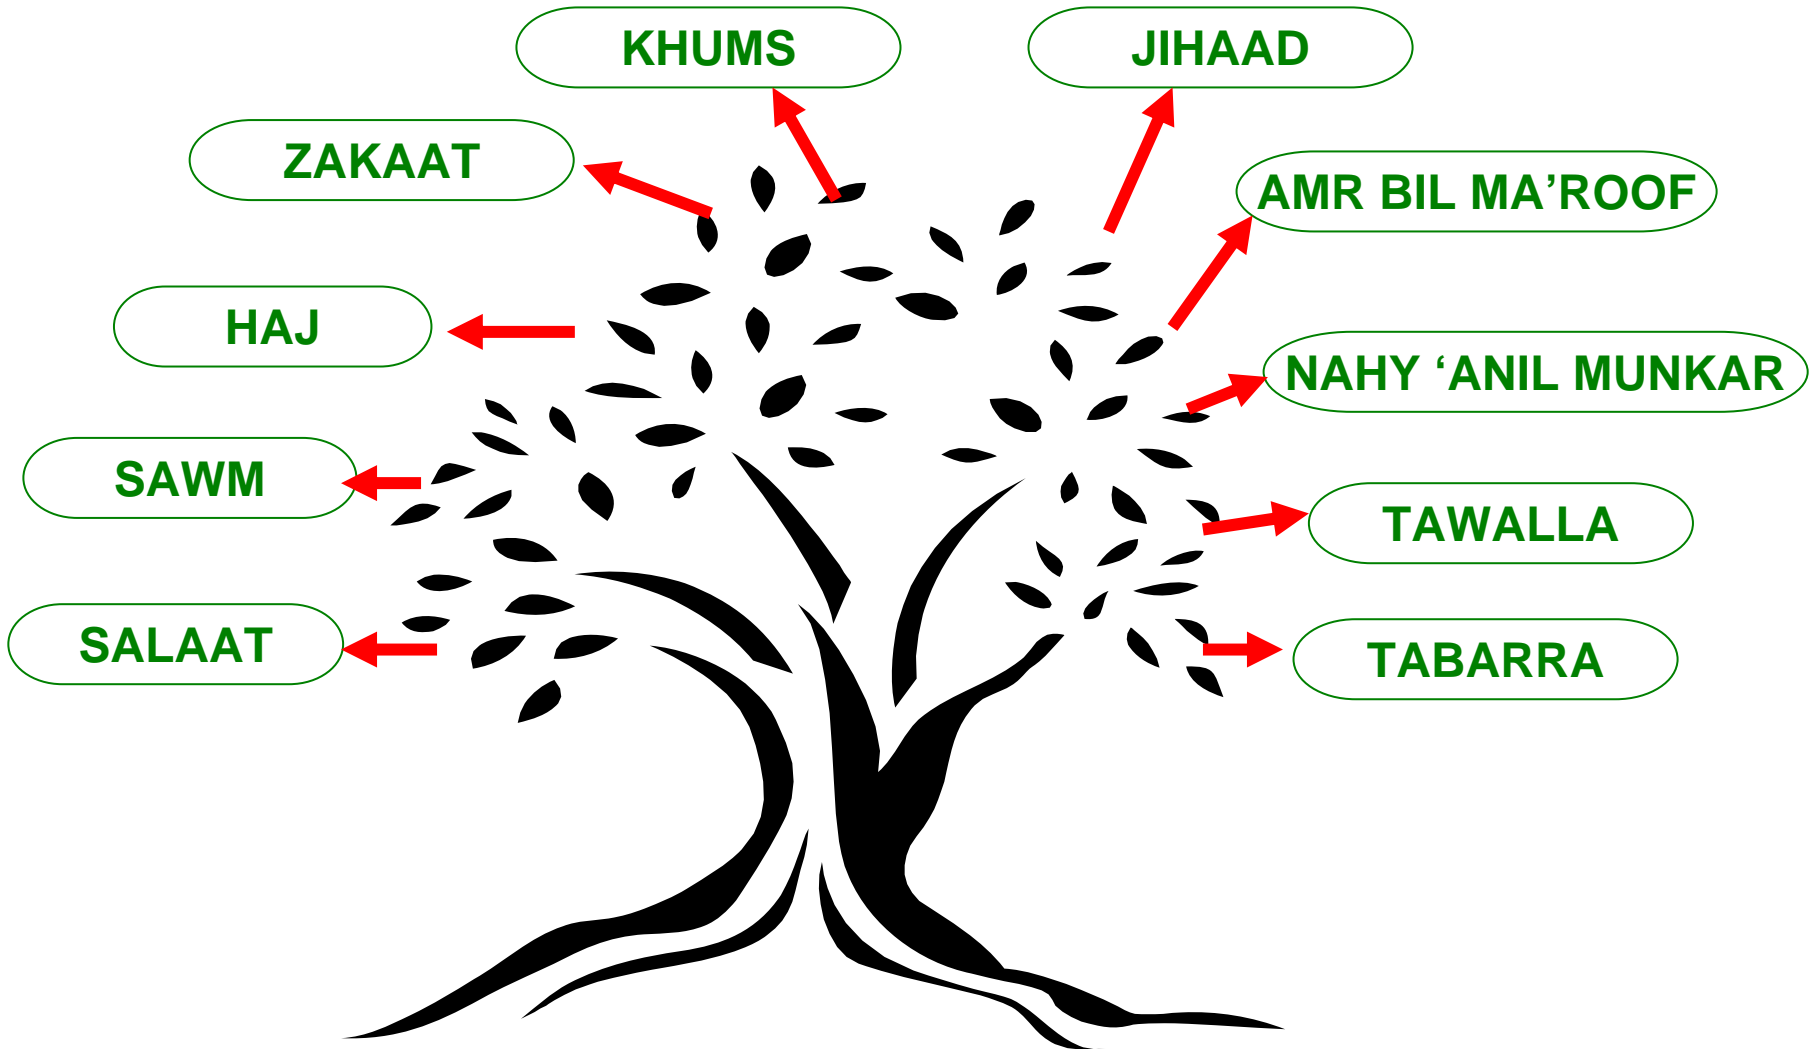 KHUMS
JIHAAD
ZAKAAT
AMR BIL MA’ROOF
HAJ
NAHY ‘ANIL MUNKAR
SAWM
TAWALLA
SALAAT
TABARRA